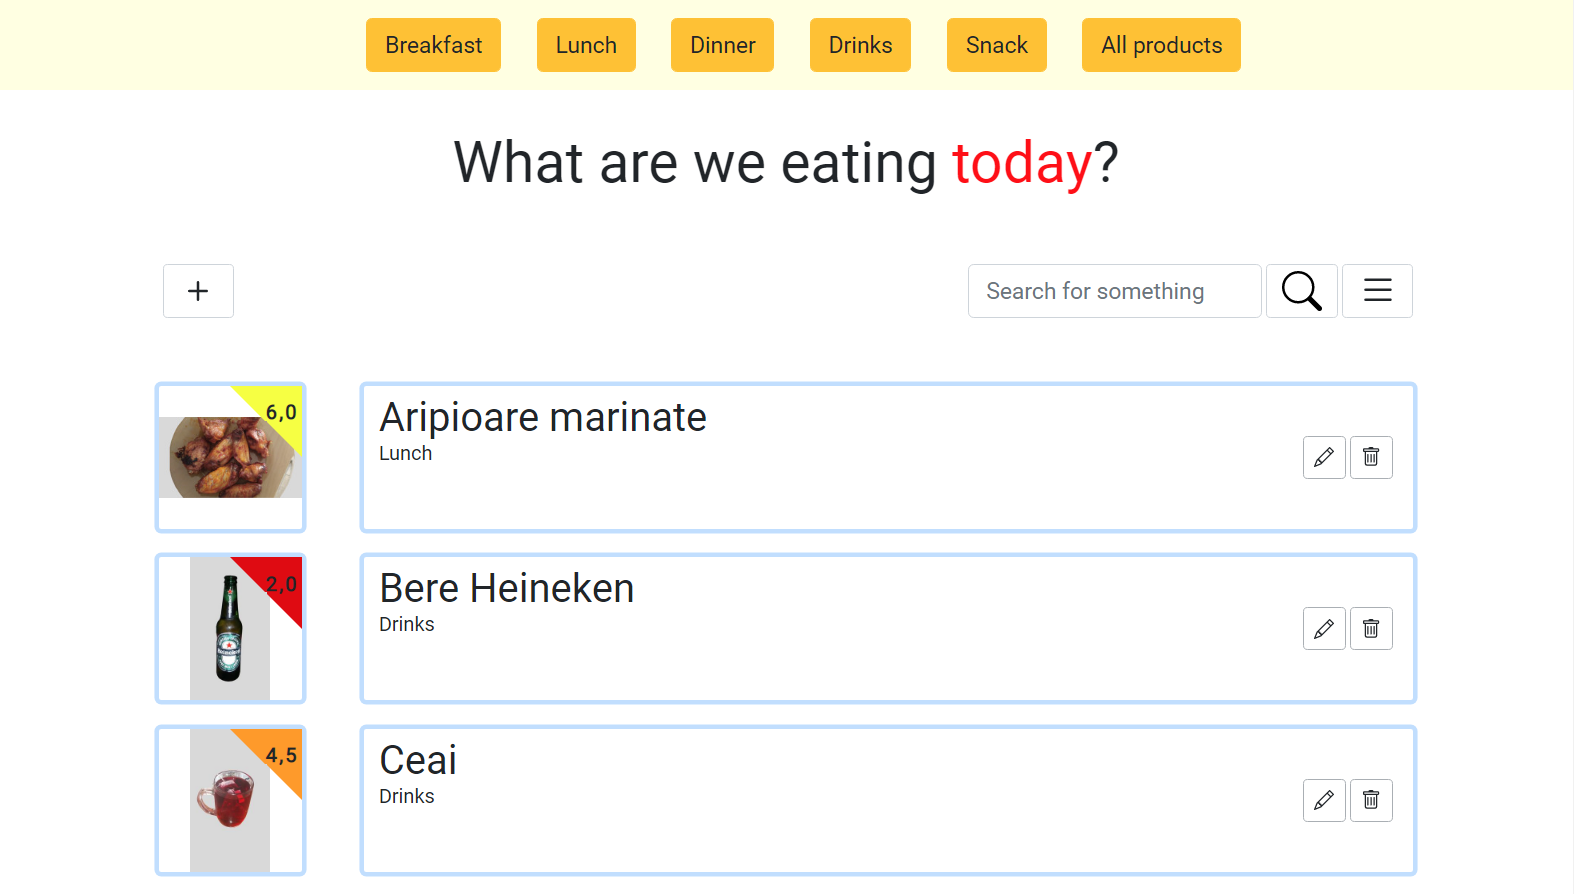 Breakfast Lunch Dinner Drinks Snack All products
What are we eating today?
Search for something
6,0
Aripioare marinate
Lunch
2,0
Bere Heineken
Drinks
Heineken
4,5
Ceai
Drinks